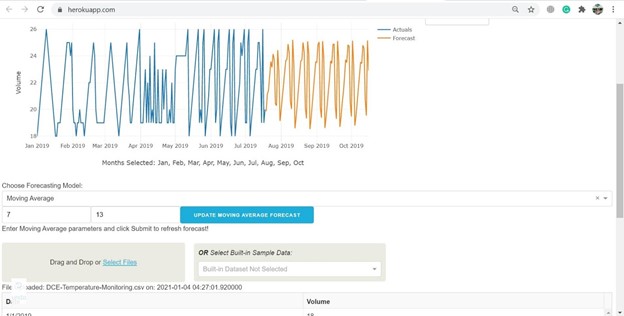 herokuapp.com
26
Actuals
Forecast
24
22
20
18
Volume
Jan 2019 Feb 2019 Mar 2019 Apr 2019 May 2019 Jun 2019 Jul 2019 Aug 2019 Sep 2019 Oct 2019
Months Selected: Jan, Feb, Mar, Apr, May, Jun, Jul, Aug, Sep, Oct
Choose Forecasting Model:
Moving Average
7 13 UPDATE MOVING AVERAGE FORECAST
Enter Moving Average parameters and click Submit to refresh forecast!
OR Select Built-in Sample Data:
Drag and Drop or Select Files
Built-in Dataset Not Selected
File loaded: DCE-Temperature-Monitoring.csv on: 2021-01-04 04:27:01.920000
Volume
1/1/2019 18